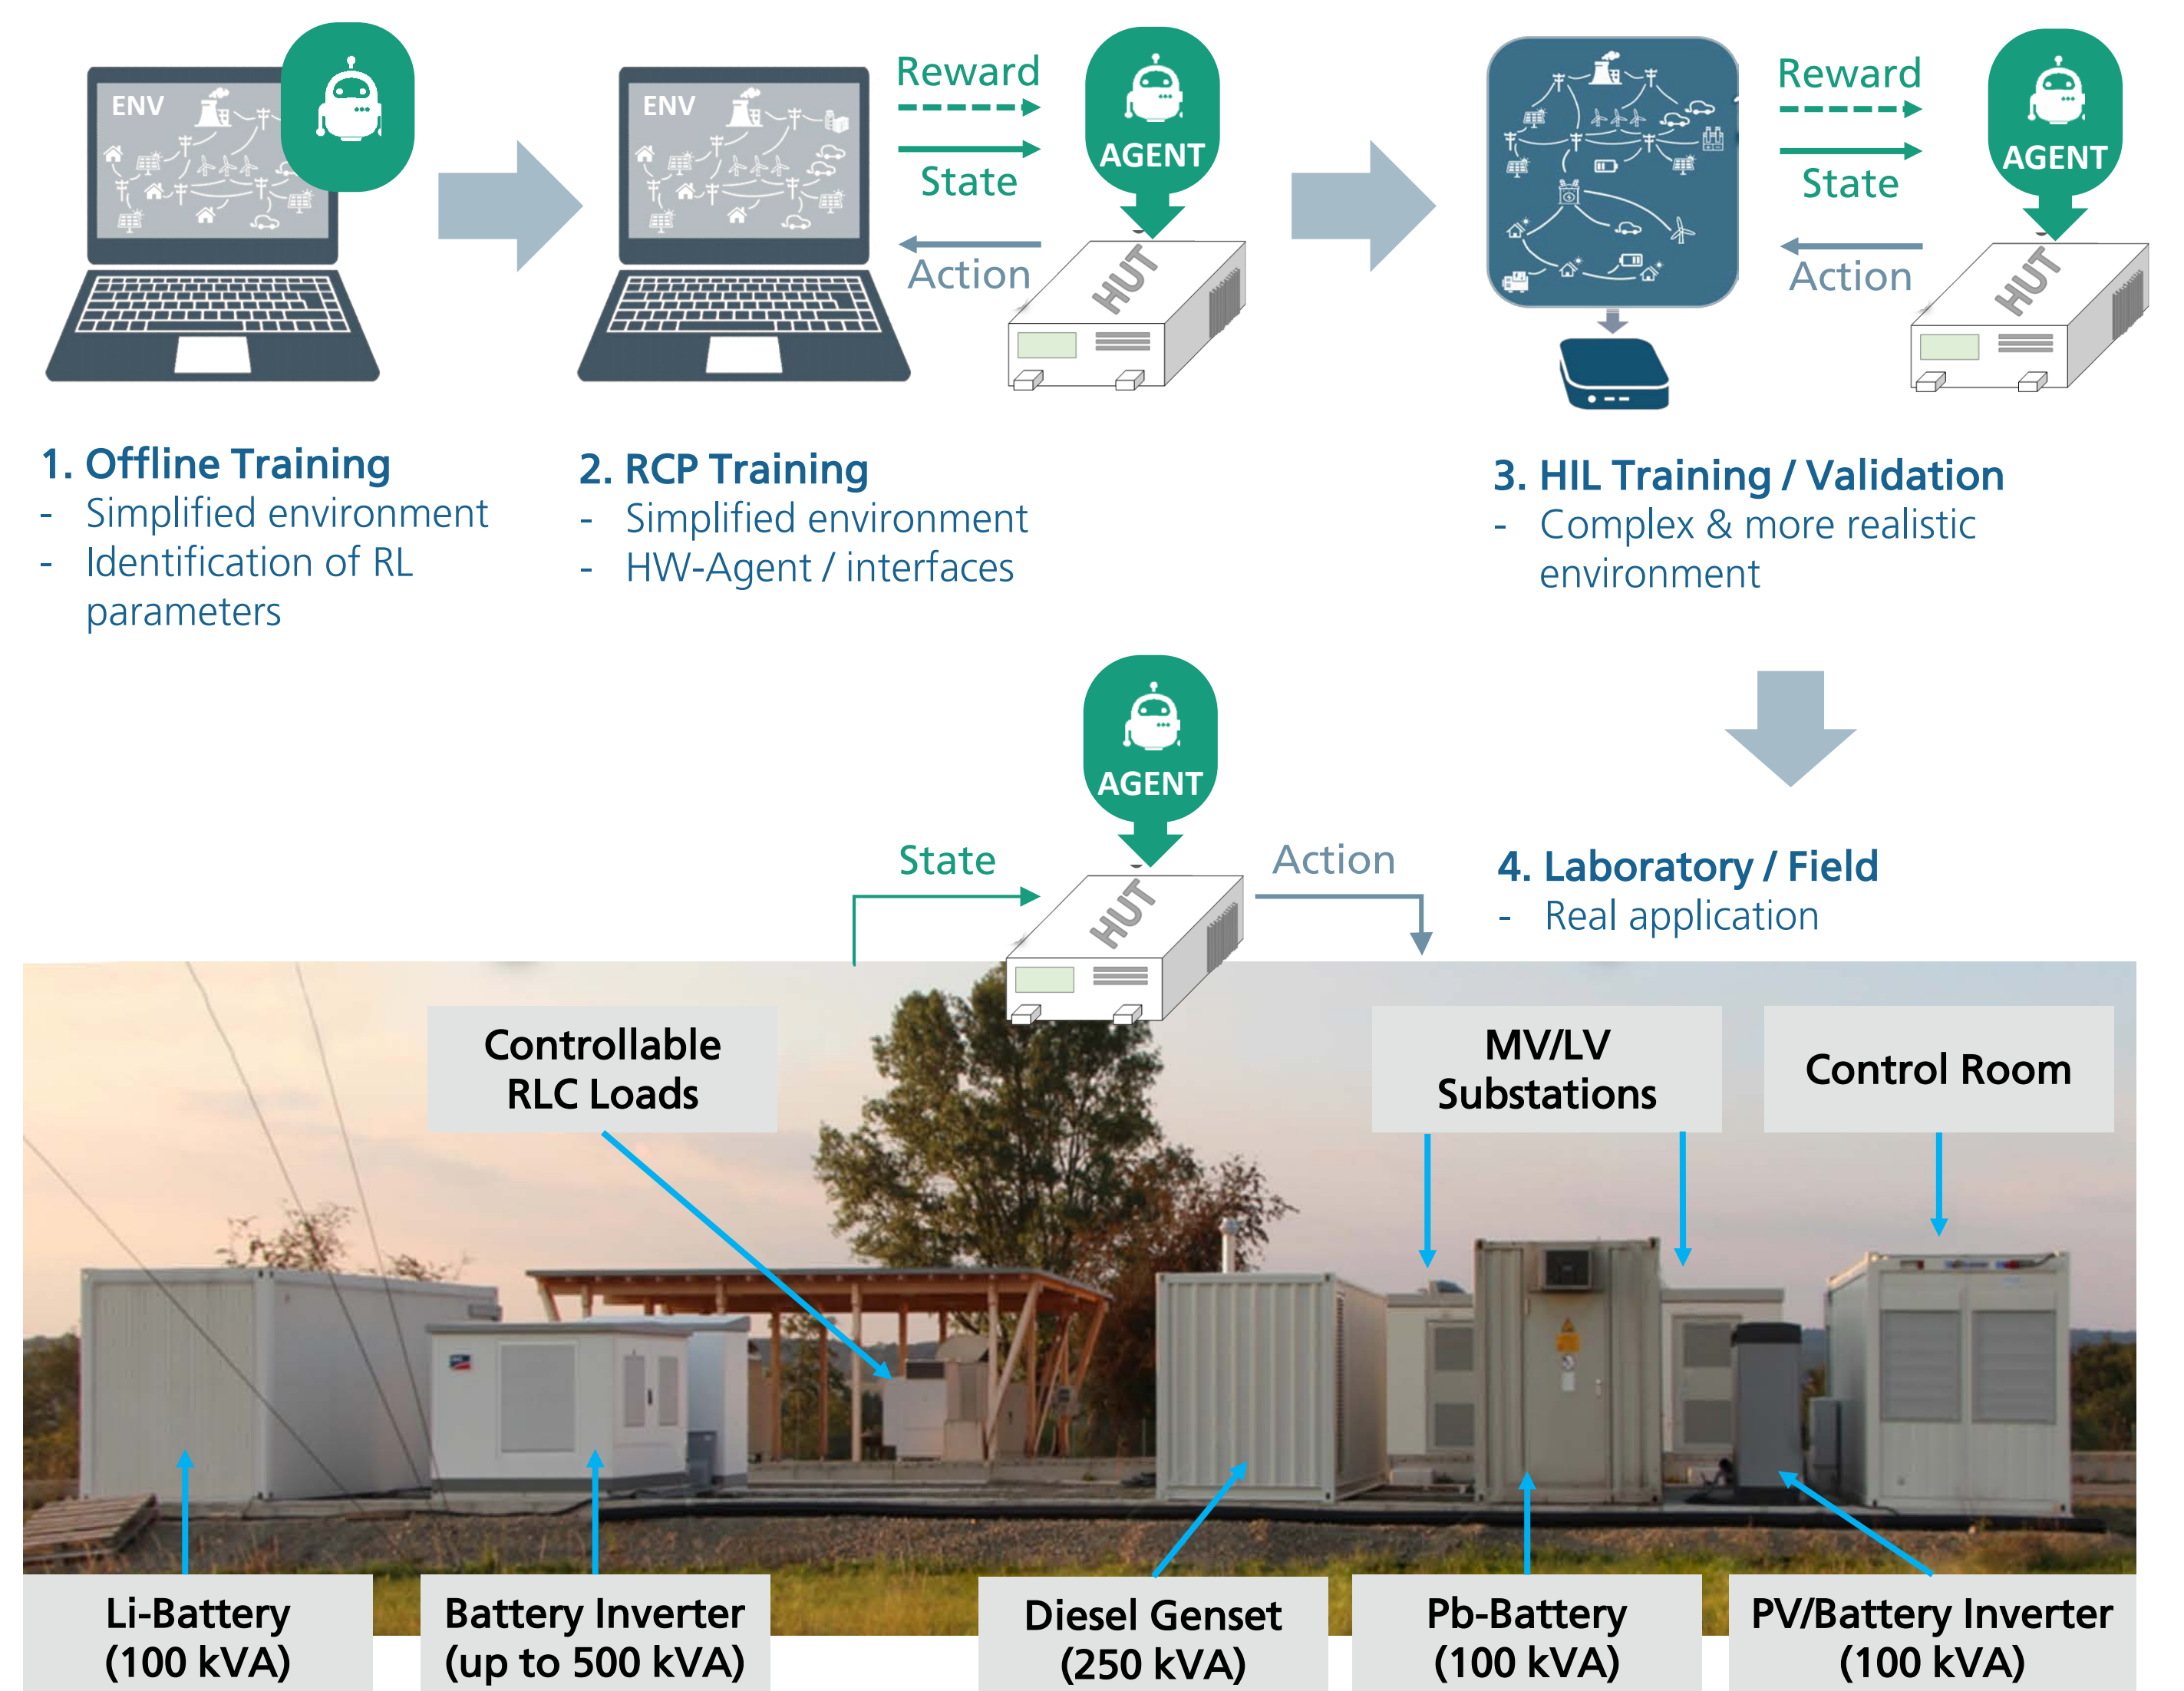 ENV
ENV
Reward
State
Action
AGENT
HUT
Reward
State
Action
AGENT
HUT
1. Offline Training
- Simplified environment
- Identification of RL
parameters
2. RCP Training
- Simplified environment
- HW-Agent / interfaces
3. HIL Training / Validation
- Complex & more realistic
environment
AGENT
State
Action
HUT
4. Laboratory / Field
- Real application
Controllable
RLC Loads
MV/LV
Substations
Control Room
Li-Battery
(100 kVA)
Battery Inverter
(up to 500 kVA)
Diesel Genset
(250 kVA)
Pb-Battery
(100 kVA)
PV/Battery Inverter
(100 kVA)